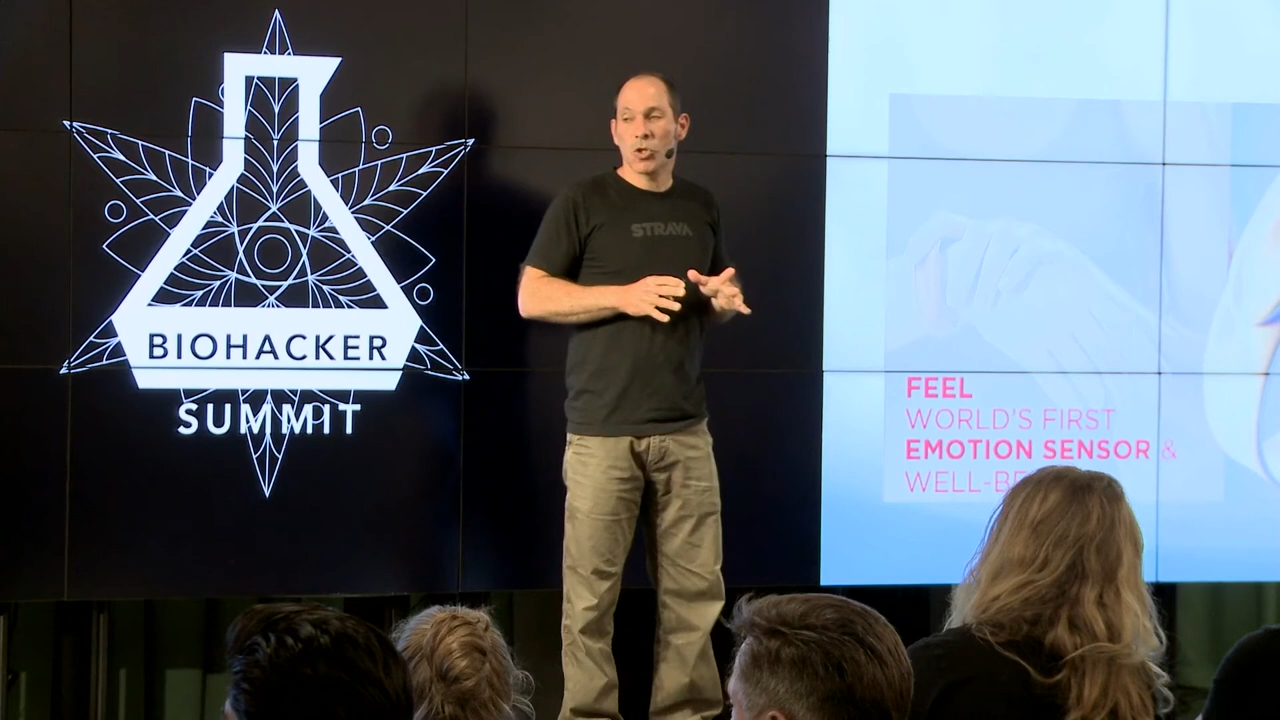 BIOHACKER
SUMMIT
STRAVA
FEEL
WORLD'S FIRST
EMOTION SENSOR &